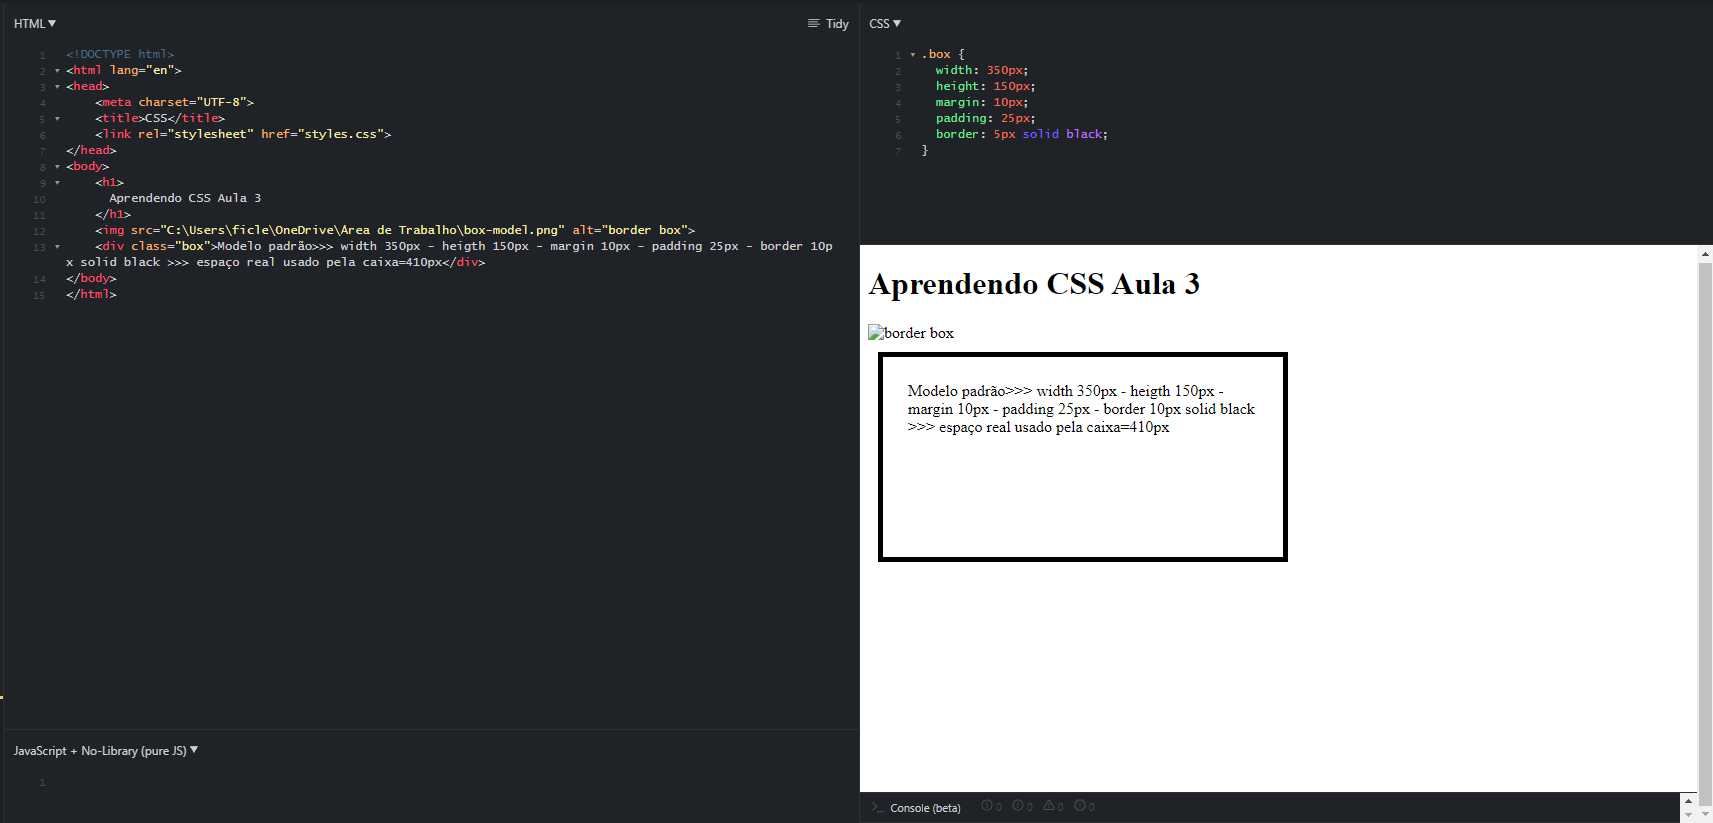 HTML ▼
Tidy
1 <!DOCTYPE html>
2 <html lang="en">
3 <head>
4 <meta charset="UTF-8">
5 <title>CSS</title>
6 <link rel="stylesheet" href="styles.css">
7 </head>
8 <body>
9 <h1>
10 Aprendendo CSS Aula 3
11 </h1>
12 <img src="C:\Users\ficle\OneDrive\Área de Trabalho\box-model.png" alt="border box">
13 <div class="box">Modelo padrão>>> width 350px - heigth 150px - margin 10px - padding 25px - border 10p
x solid black >>> espaço real usado pela caixa=410px</div>
14 </body>
15 </html>
JavaScript + No-Library (pure JS) ▼
1
CSS ▼
1 .box {
2 width: 350px;
3 height: 150px;
4 margin: 10px;
5 padding: 25px;
6 border: 5px solid black;
7 }
Aprendendo CSS Aula 3
border box
Modelo padrão>>> width 350px - heigth 150px -
margin 10px - padding 25px - border 10px solid black
>>> espaço real usado pela caixa=410px
>_ Console (beta) 0 0 0 0